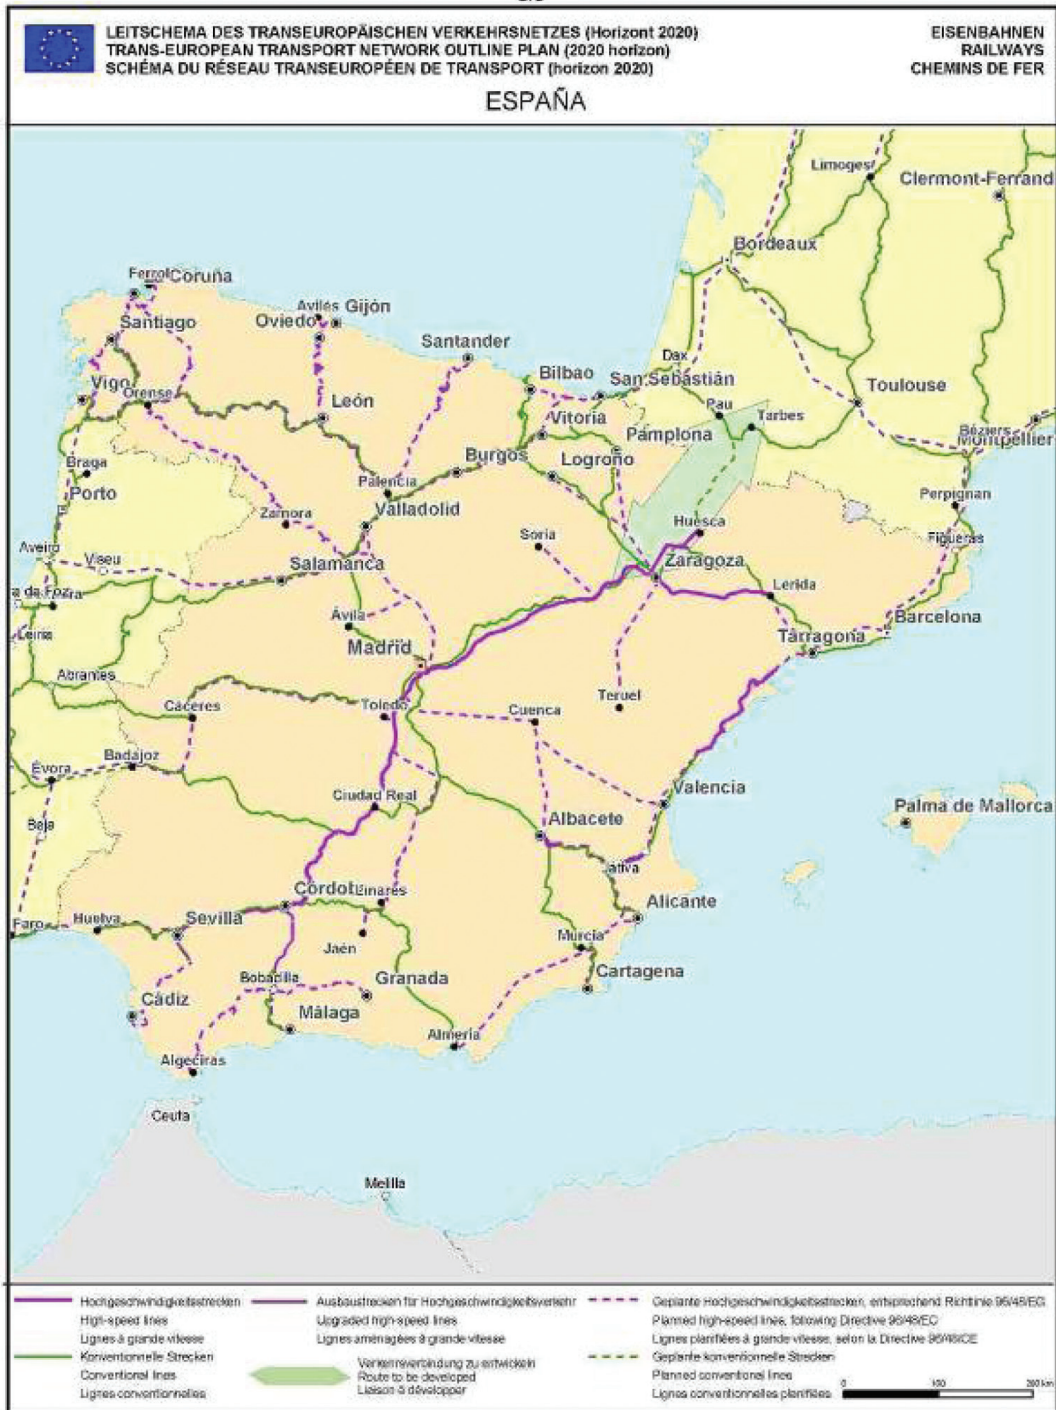 LEITSCHEMA DES TRANSEUROPÄISCHEN VERKEHRSNETZES (Horizont 2020)
TRANS-EUROPEAN TRANSPORT NETWORK OUTLINE PLAN (2020 horizon)
SCHÉMA DU RÉSEAU TRANSEUROPÉEN DE TRANSPORT (horizon 2020)
EISENBAHNEN
RAILWAYS
CHEMINS DE FER
ESPAÑA
Limoges
Clermont-Ferrand
Bordeaux
Ferrol
Coruña
Avilés
Gijón
Santiago
Oviedo
Santander
Dax
Bilbao
San Sebastián
Toulouse
Vigo
Orense
León
Vitoria
Pau
Tarbes
Pamplona
Béziers
Montpellier
Burgos
Logroño
Braga
Palencia
Porto
Perpignan
Zamora
Valladolid
Soria
Huesca
Figueras
Aveiro
Viseu
Salamanca
Zaragoza
Lerida
Ávila
Barcelona
Leiria
Madrid
Tarragona
Abrantes
Cáceres
Toledo
Cuenca
Teruel
Badajoz
Évora
Ciudad Real
Valencia
Palma de Mallorca
Beja
Albacete
Játiva
Linares
Alicante
Faro
Huelva
Sevilla
Murcia
Jaén
Cartagena
Bobadilla
Granada
Cádiz
Málaga
Almería
Algeciras
Ceuta
Melilla
Hochgeschwindigkeitsstrecken
High-speed lines
Lignes à grande vitesse
Konventionnelle Strecken
Conventional lines
Lignes conventionnelles
Ausbaustrecken für Hochgeschwindigkeitsverkehr
Upgraded high-speed lines
Lignes aménagées à grande vitesse
Verkehrsverbindung zu entwickeln
Route to be developed
Liaison à développer
Geplante Hochgeschwindigkeitsstrecken, entsprechend Richtlinie 96/48/EG
Planned high-speed lines, following Directive 96/48/EC
Lignes planifiées à grande vitesse, selon la Directive 96/48/CE
Geplante konventionelle Strecken
Planned conventional lines
Lignes conventionnelles planifiées
0 100 200 km